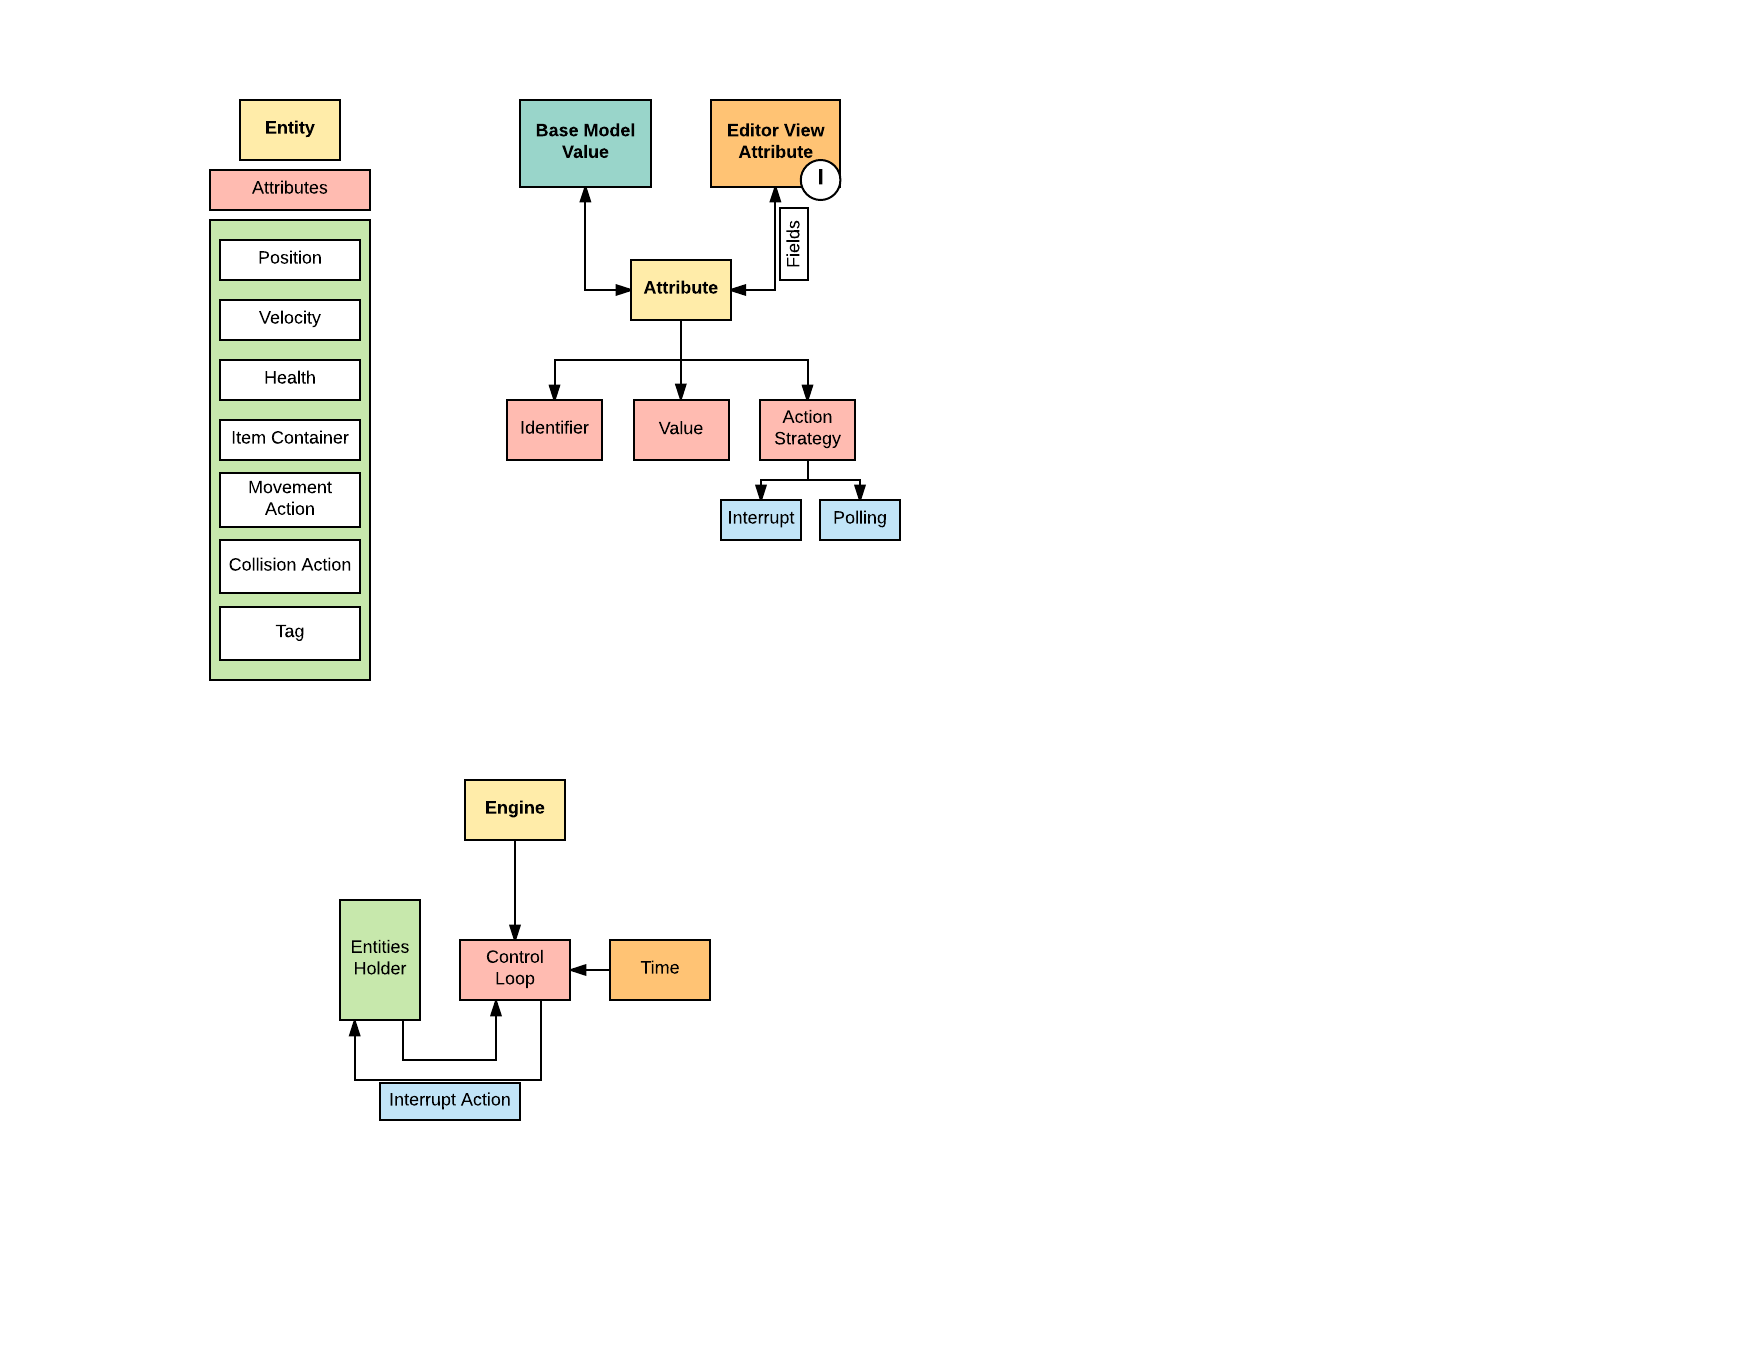 Entity
Attributes
Position
Velocity
Health
Item Container
Movement
Action
Collision Action
Tag
Base Model
Value
Editor View
Attribute
I
Fields
Attribute
Identifier
Value
Action
Strategy
Interrupt
Polling
Engine
Entities
Holder
Control
Loop
Time
Interrupt Action